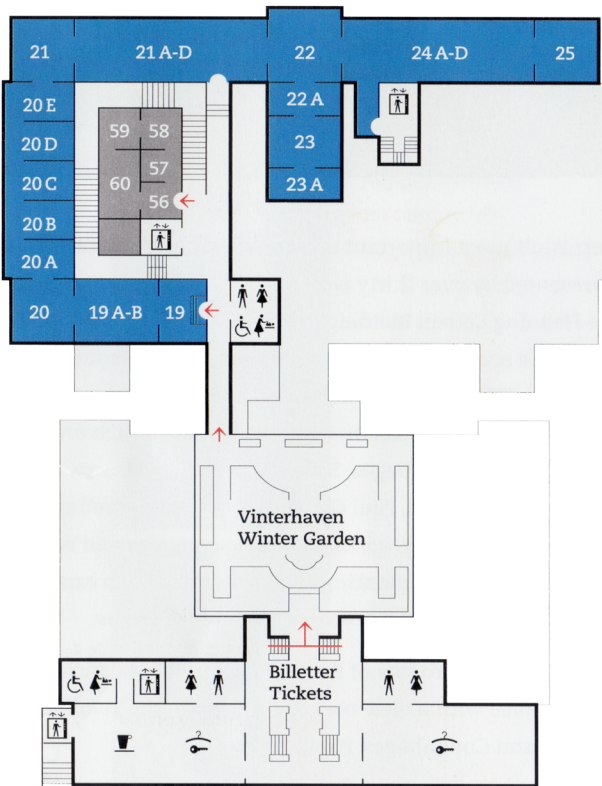 21
21 A-D
22
24 A-D
25
20 E
22 A
59
58
20 D
23
57
20 C
60
23 A
56
20 B
20 A
20
19 A-B
19
Vinterhaven
Winter Garden
Billetter
Tickets